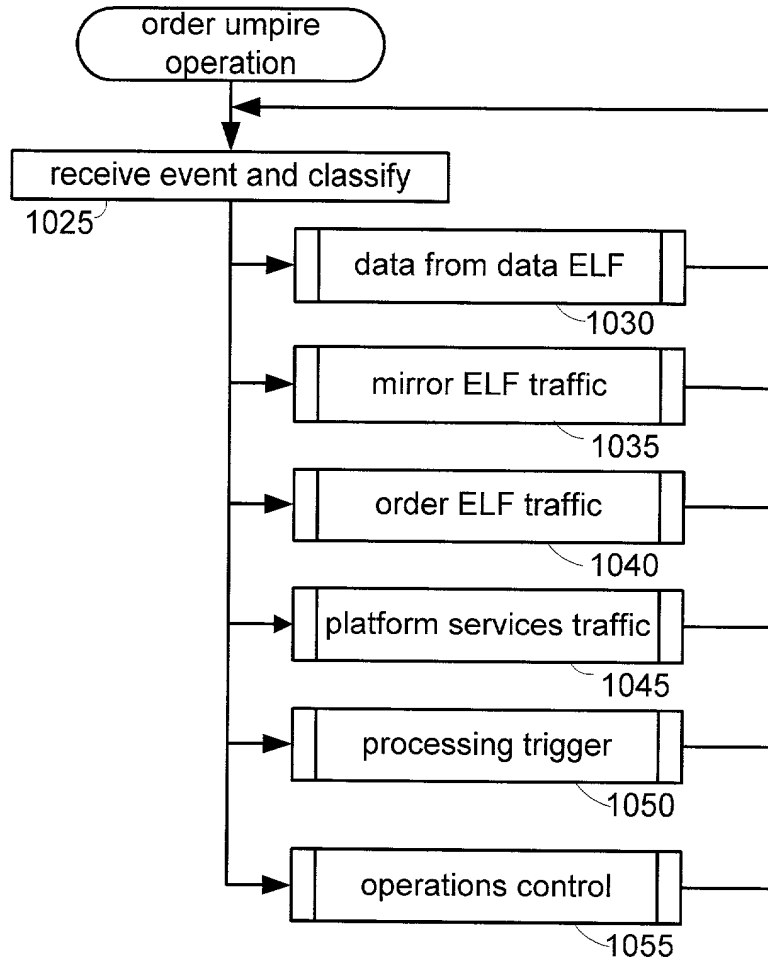 order umpire
operation
receive event and classify
1025
data from data ELF
1030
mirror ELF traffic
1035
order ELF traffic
1040
platform services traffic
1045
processing trigger
1050
operations control
1055